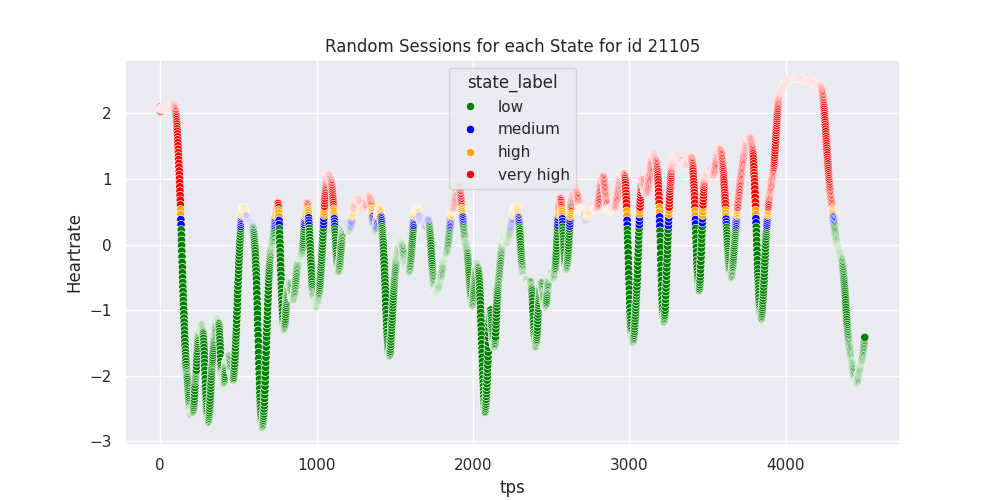 Random Sessions for each State for id 21105
state_label
low
medium
high
very high
Heartrate
2
1
0
−1
−2
−3
0 1000 2000 3000 4000
tps